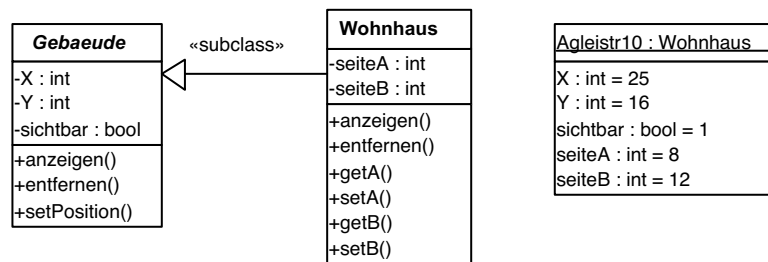 Gebaeude
-X : int
-Y : int
-sichtbar : bool
+anzeigen()
+entfernen()
+setPosition()
«subclass»
Wohnhaus
-seiteA : int
-seiteB : int
+anzeigen()
+entfernen()
+getA()
+setA()
+getB()
+setB()
Agleistr10 : Wohnhaus
X : int = 25
Y : int = 16
sichtbar : bool = 1
seiteA : int = 8
seiteB : int = 12